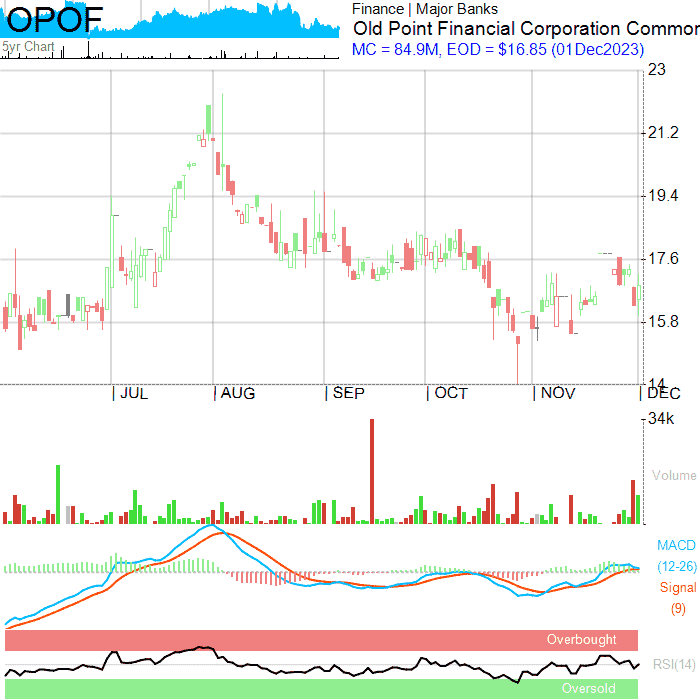 OPOF
Finance | Major Banks
Old Point Financial Corporation Common
5yr Chart
MC = 84.9M, EOD = $16.85 (01Dec2023)
23
21.2
19.4
17.6
15.8
14
| JUL | AUG | SEP | OCT | NOV | DEC
34k
Volume
MACD
(12-26)
Signal
(9)
Overbought
RSI(14)
Oversold